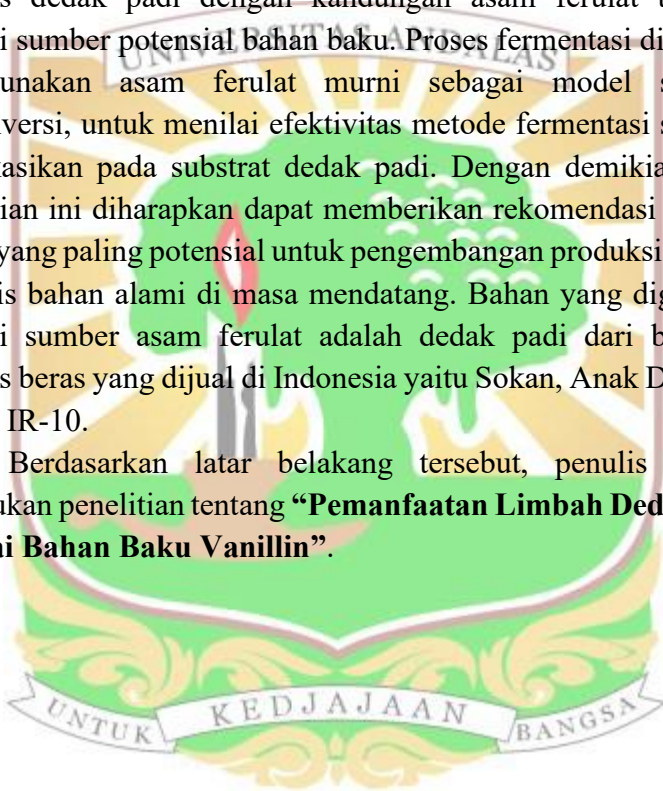 s dedak padi dengan kandungan asam ferulat t
i sumber potensial bahan baku. Proses fermentasi di
UNIVERSITAS ANDALAS
unakan asam ferulat murni sebagai model s
versi, untuk menilai efektivitas metode fermentasi s
kasikan pada substrat dedak padi. Dengan demikia
ian ini diharapkan dapat memberikan rekomendasi
yang paling potensial untuk pengembangan produksi
is bahan alami di masa mendatang. Bahan yang dig
i sumber asam ferulat adalah dedak padi dari b
s beras yang dijual di Indonesia yaitu Sokan, Anak D
IR-10.
Berdasarkan latar belakang tersebut, penulis
ukan penelitian tentang “Pemanfaatan Limbah Ded
ai Bahan Baku Vanillin”.
UNTUK KEDJAJAAN BANGSA